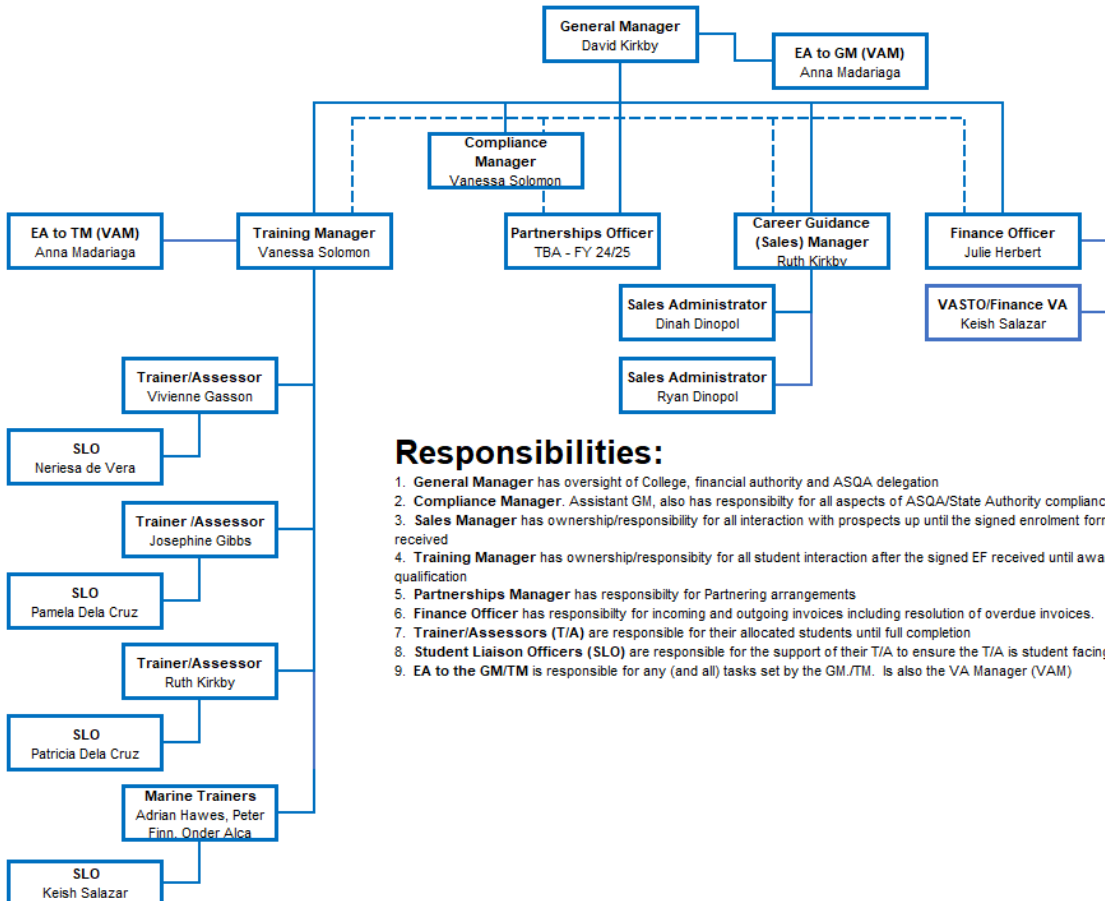 General Manager
David Kirkby
EA to GM (VAM)
Anna Madariaga
Compliance
Manager
Vanessa Solomon
EA to TM (VAM)
Anna Madariaga
Training Manager
Vanessa Solomon
Partnerships Officer
TBA - FY 24/25
Career Guidance
(Sales) Manager
Ruth Kirkby
Finance Officer
Julie Herbert
Sales Administrator
Dinah Dinopol
VASTO/Finance VA
Keish Salazar
Sales Administrator
Ryan Dinopol
Trainer/Assessor
Vivienne Gasson
SLO
Neriesa de Vera
Trainer /Assessor
Josephine Gibbs
SLO
Pamela Dela Cruz
Trainer/Assessor
Ruth Kirkby
SLO
Patricia Dela Cruz
Marine Trainers
Adrian Hawes, Peter
Finn, Onder Alca
SLO
Keish Salazar
Responsibilities:
1. General Manager has oversight of College, financial authority and ASQA delegation
2. Compliance Manager. Assistant GM, also has responsibilty for all aspects of ASQA/State Authority complianc
3. Sales Manager has ownership/responsibility for all interaction with prospects up until the signed enrolment forr
received
4. Training Manager has ownership/responsibity for all student interaction after the signed EF received until awa
qualification
5. Partnerships Manager has responsibilty for Partnering arrangements
6. Finance Officer has responsibilty for incoming and outgoing invoices including resolution of overdue invoices.
7. Trainer/Assessors (T/A) are responsible for their allocated students until full completion
8. Student Liaison Officers (SLO) are responsible for the support of their T/A to ensure the T/A is student facing
9. EA to the GM/TM is responsible for any (and all) tasks set by the GM./TM. Is also the VA Manager (VAM)